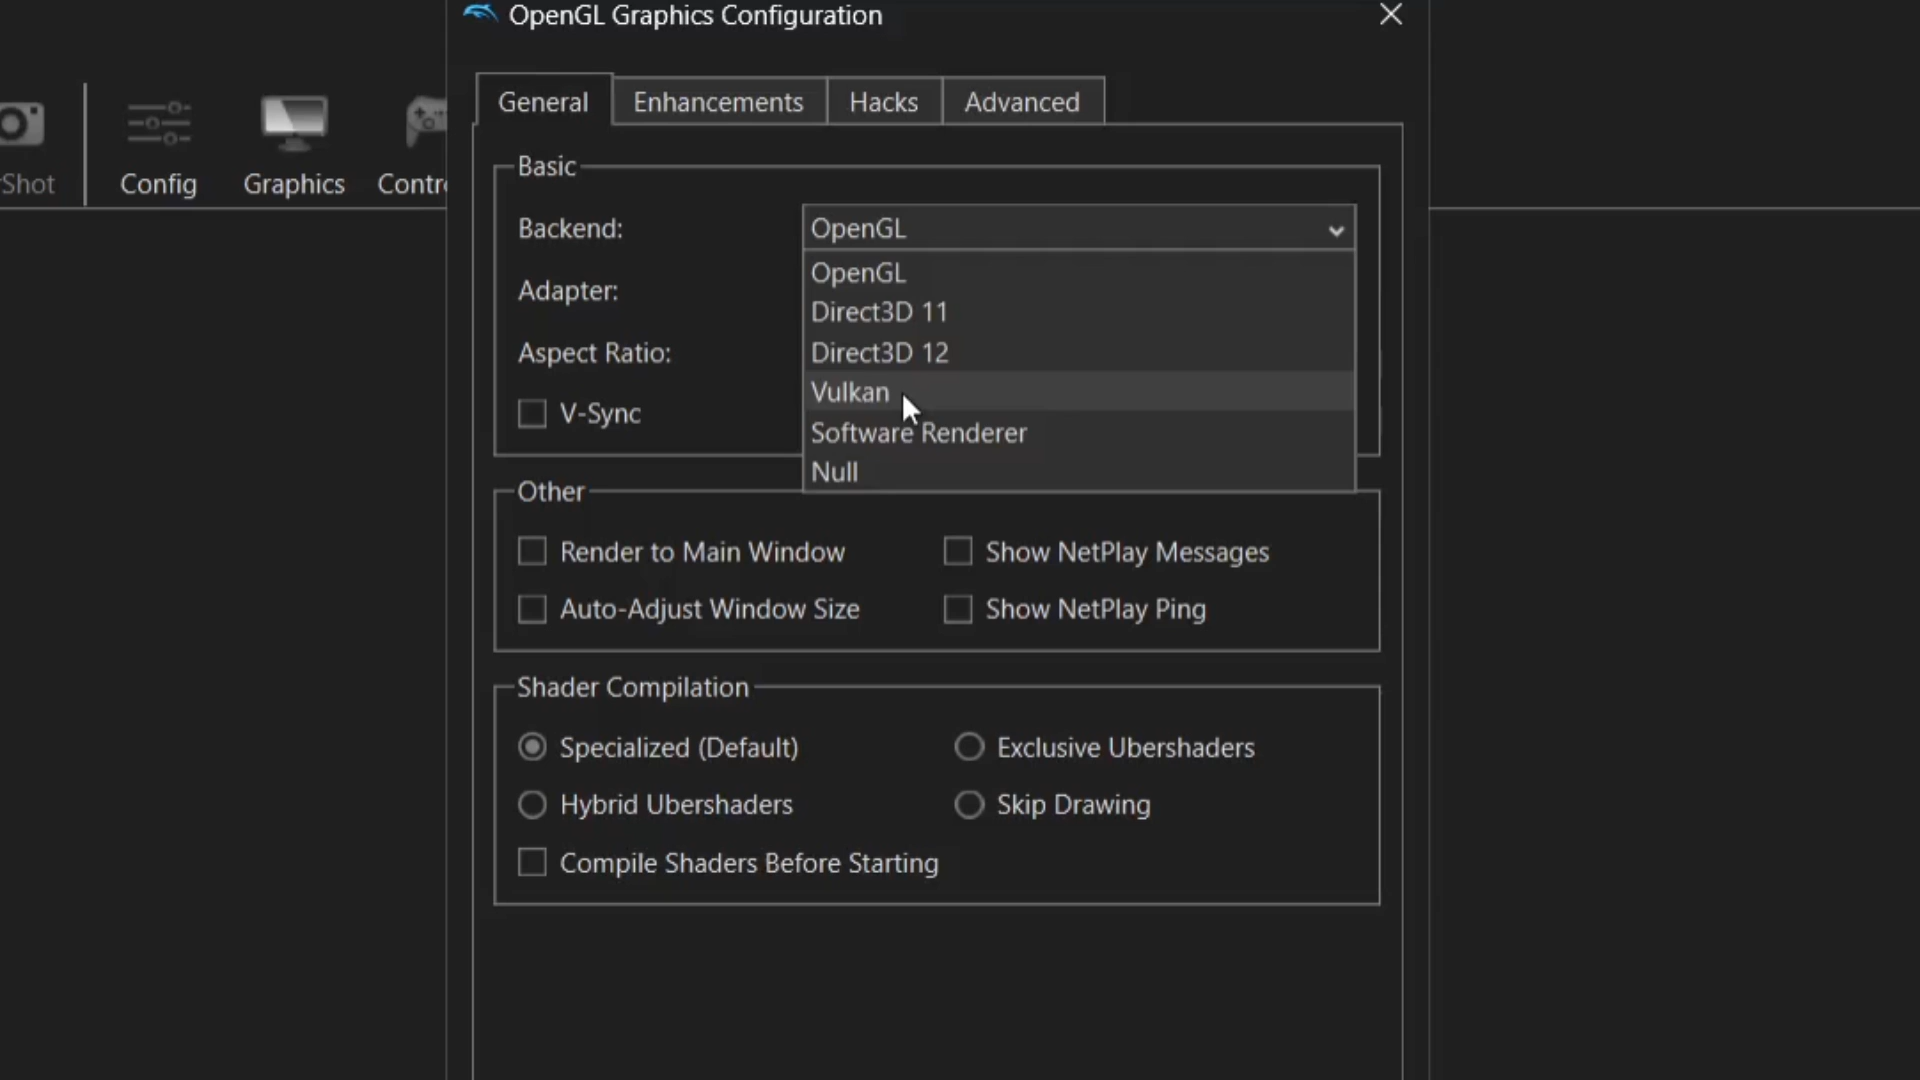 OpenGL Graphics Configuration
General
Enhancements
Hacks
Advanced
Shot
Config
Graphics
Contr
Basic
Backend:
OpenGL
OpenGL
Direct3D 11
Direct3D 12
Vulkan
Software Renderer
Null
Adapter:
Aspect Ratio:
V-Sync
Other
Render to Main Window
Show NetPlay Messages
Auto-Adjust Window Size
Show NetPlay Ping
Shader Compilation
Specialized (Default)
Exclusive Ubershaders
Hybrid Ubershaders
Skip Drawing
Compile Shaders Before Starting